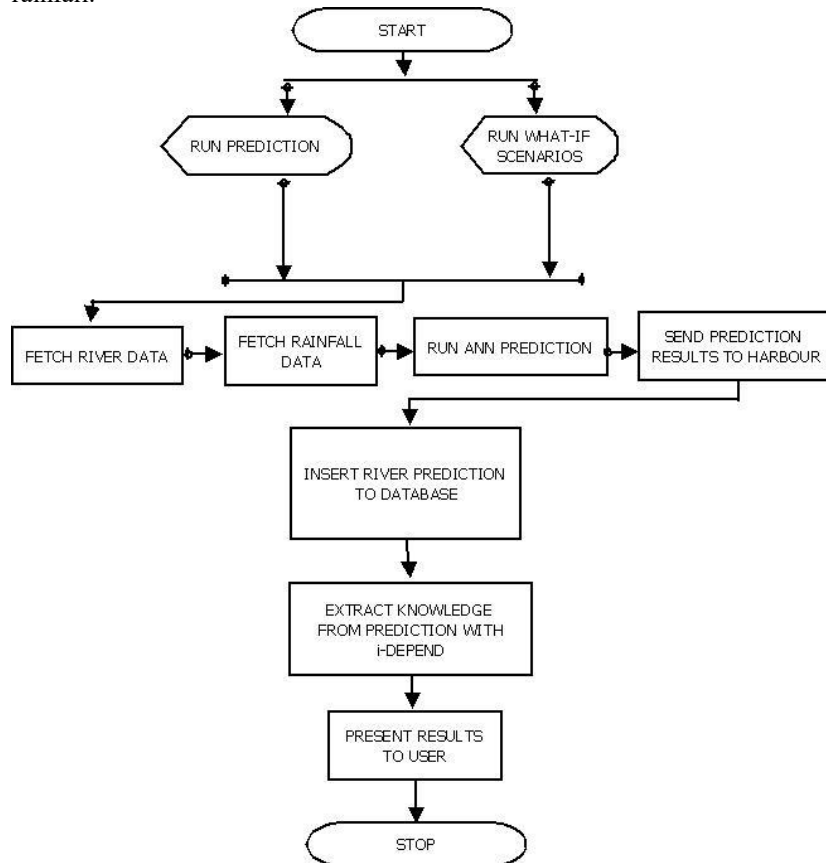 rainfall.
START
RUN PREDICTION
RUN WHAT-IF
SCENARIOS
FETCH RIVER DATA
FETCH RAINFALL
DATA
RUN ANN PREDICTION
SEND PREDICTION
RESULTS TO HARBOUR
INSERT RIVER PREDICTION
TO DATABASE
EXTRACT KNOWLEDGE
FROM PREDICTION WITH
i-DEPEND
PRESENT RESULTS
TO USER
STOP